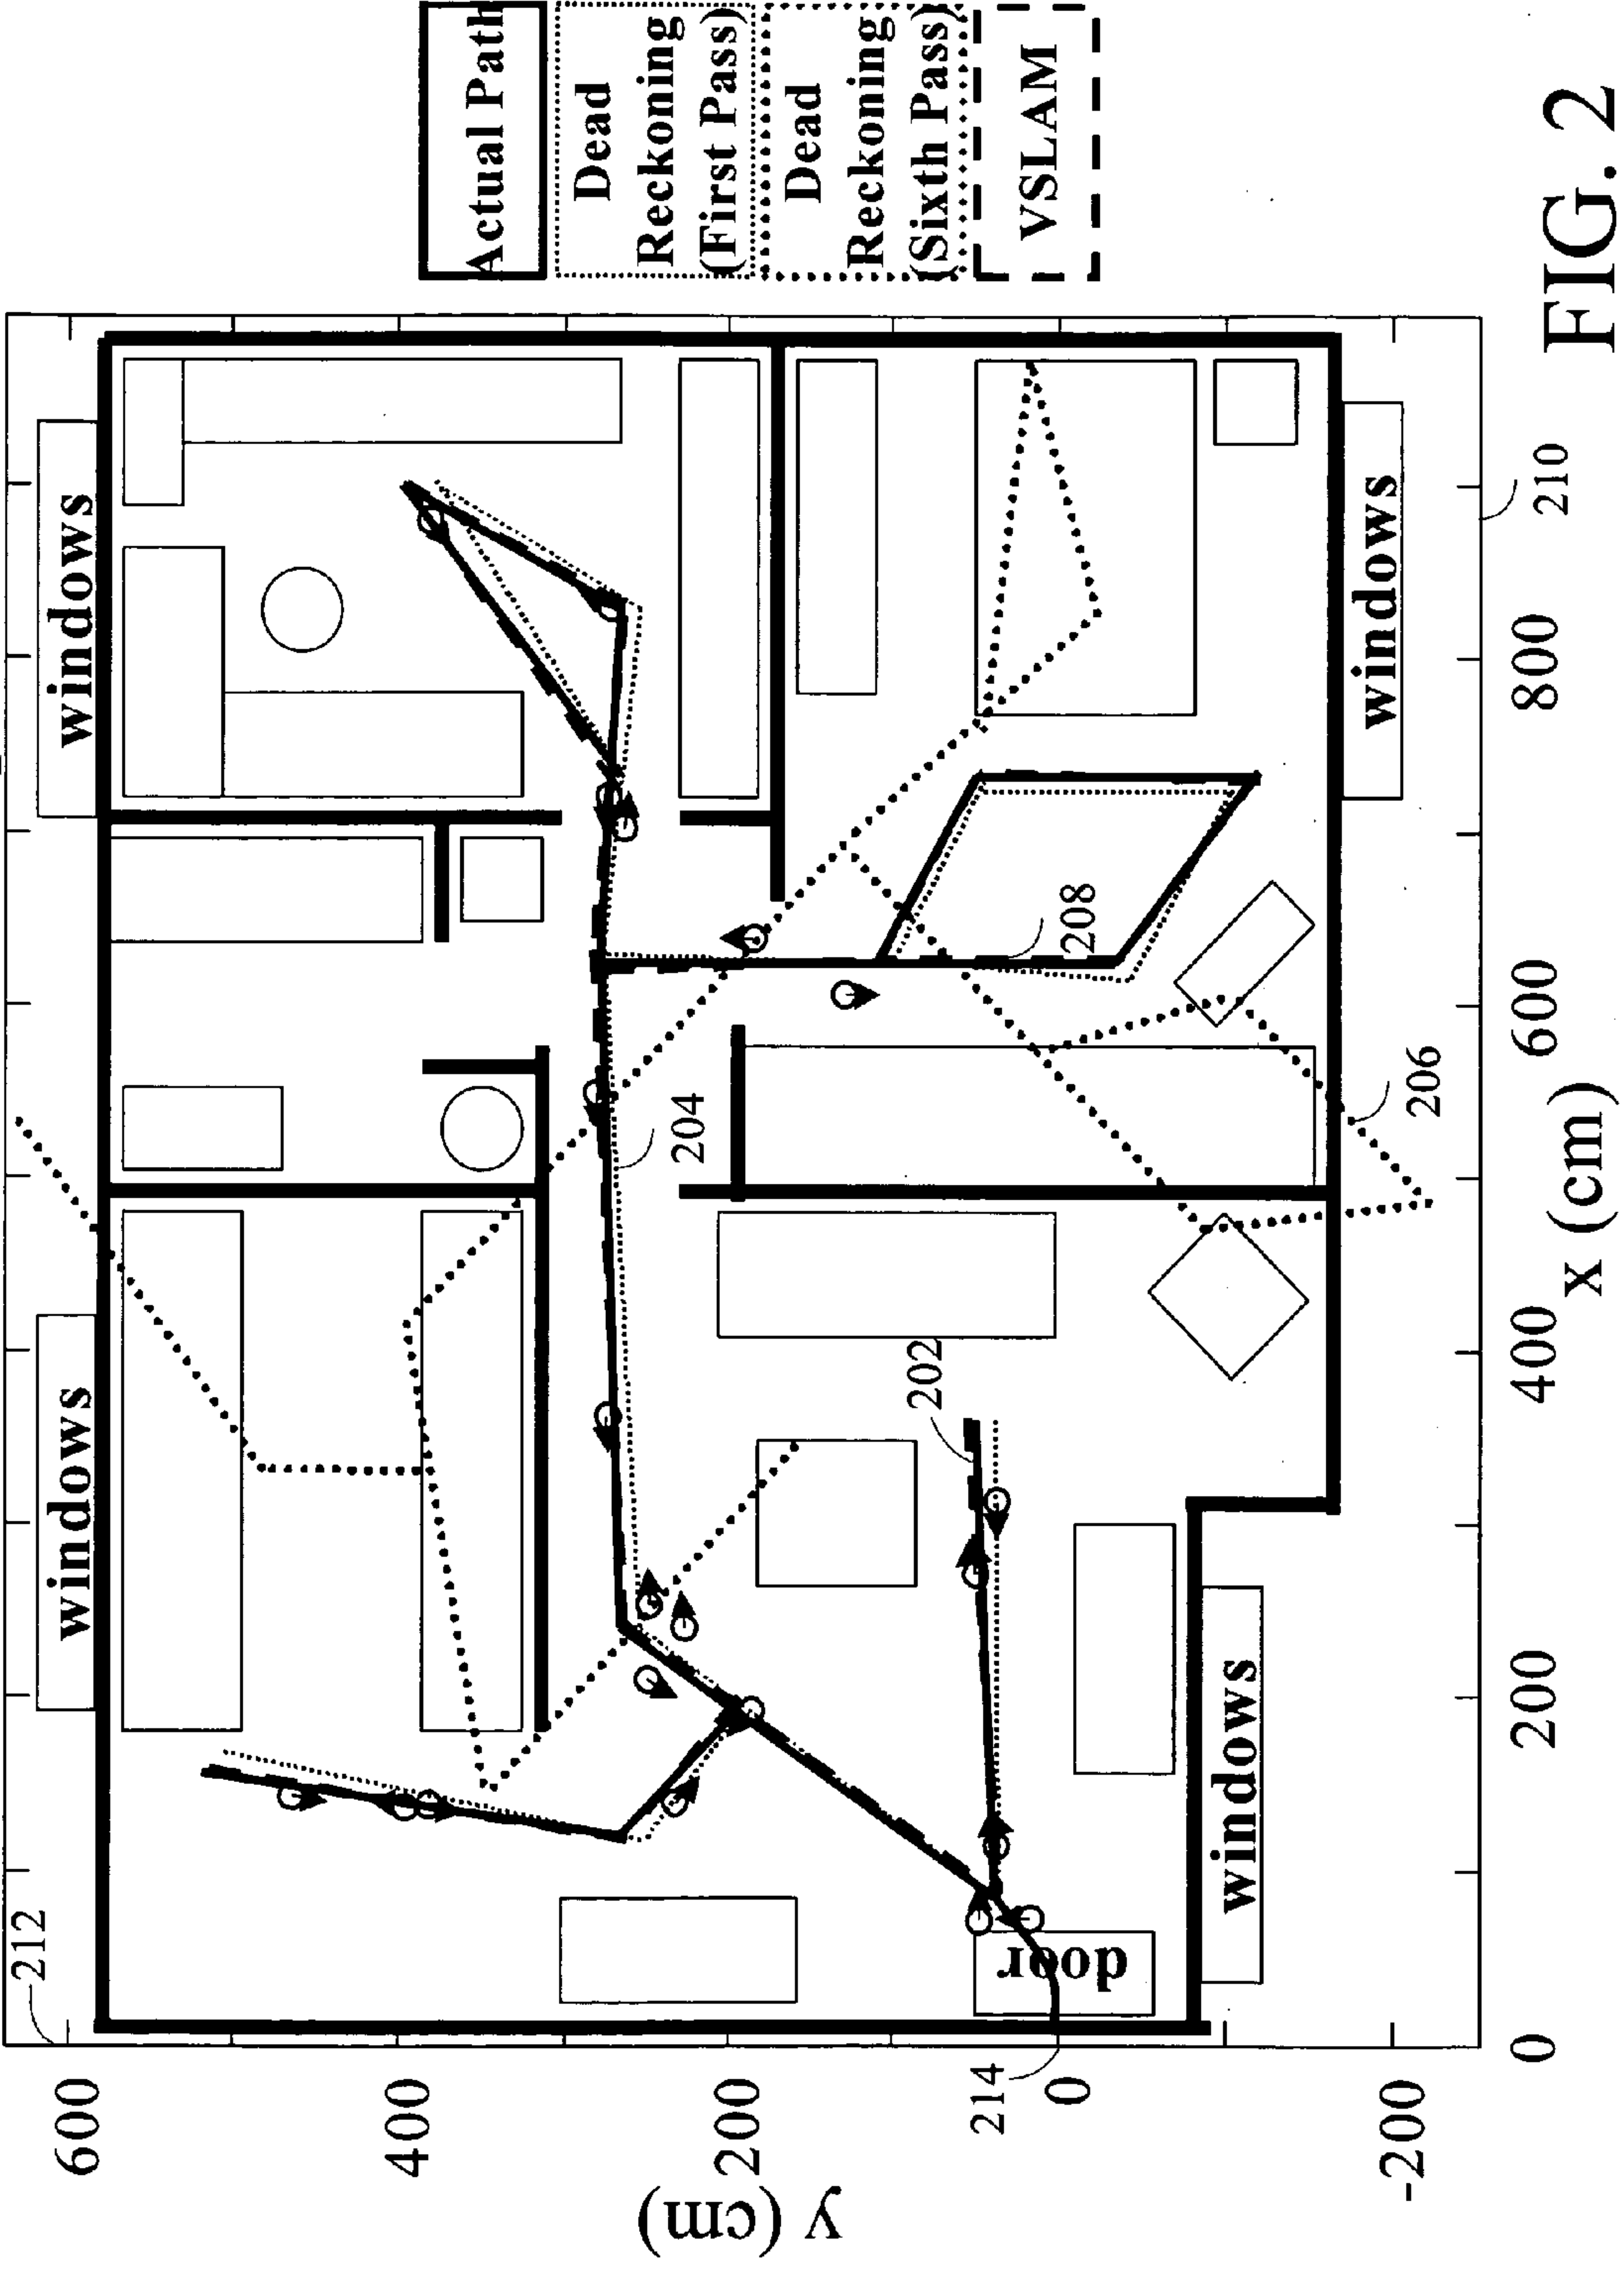 FIG. 2
Actual Path
Dead
Reckoning
(First Pass)
Dead
Reckoning
(Sixth Pass)
VSLAM
windows
windows
windows
windows
door
202
204
206
208
210
212
214
600
400
200
0
-200
y (cm)
0
200
400
600
800
x (cm)